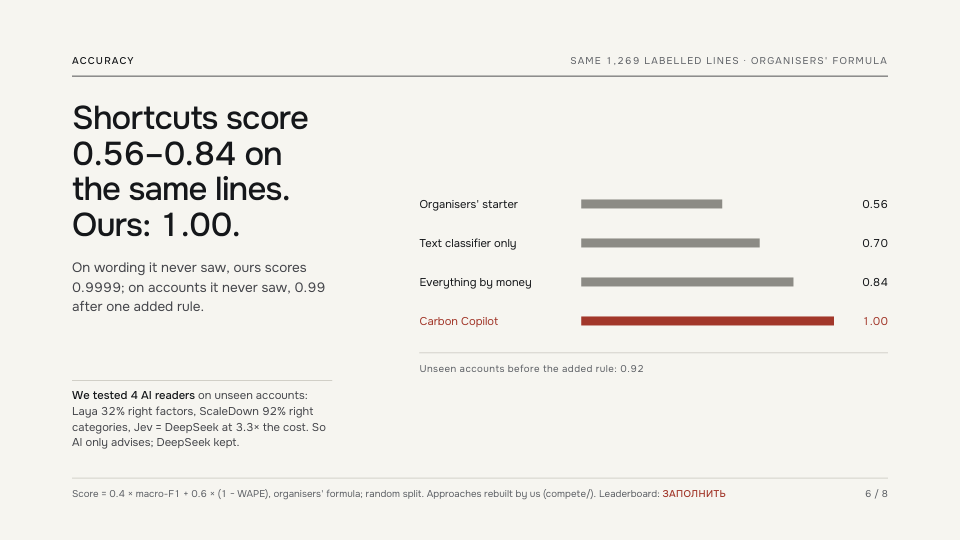 ACCURACY
SAME 1,269 LABELLED LINES · ORGANISERS' FORMULA
Shortcuts score
0.56–0.84 on
the same lines.
Ours: 1.00.
On wording it never saw, ours scores
0.9999; on accounts it never saw, 0.99
after one added rule.
We tested 4 AI readers on unseen accounts:
Laya 32% right factors, ScaleDown 92% right
categories, Jev = DeepSeek at 3.3× the cost. So
AI only advises; DeepSeek kept.
Organisers' starter 0.56
Text classifier only 0.70
Everything by money 0.84
Carbon Copilot 1.00
Unseen accounts before the added rule: 0.92
Score = 0.4 × macro-F1 + 0.6 × (1 − WAPE), organisers' formula; random split. Approaches rebuilt by us (compete/). Leaderboard: ЗАПОЛНИТЬ
6 / 8